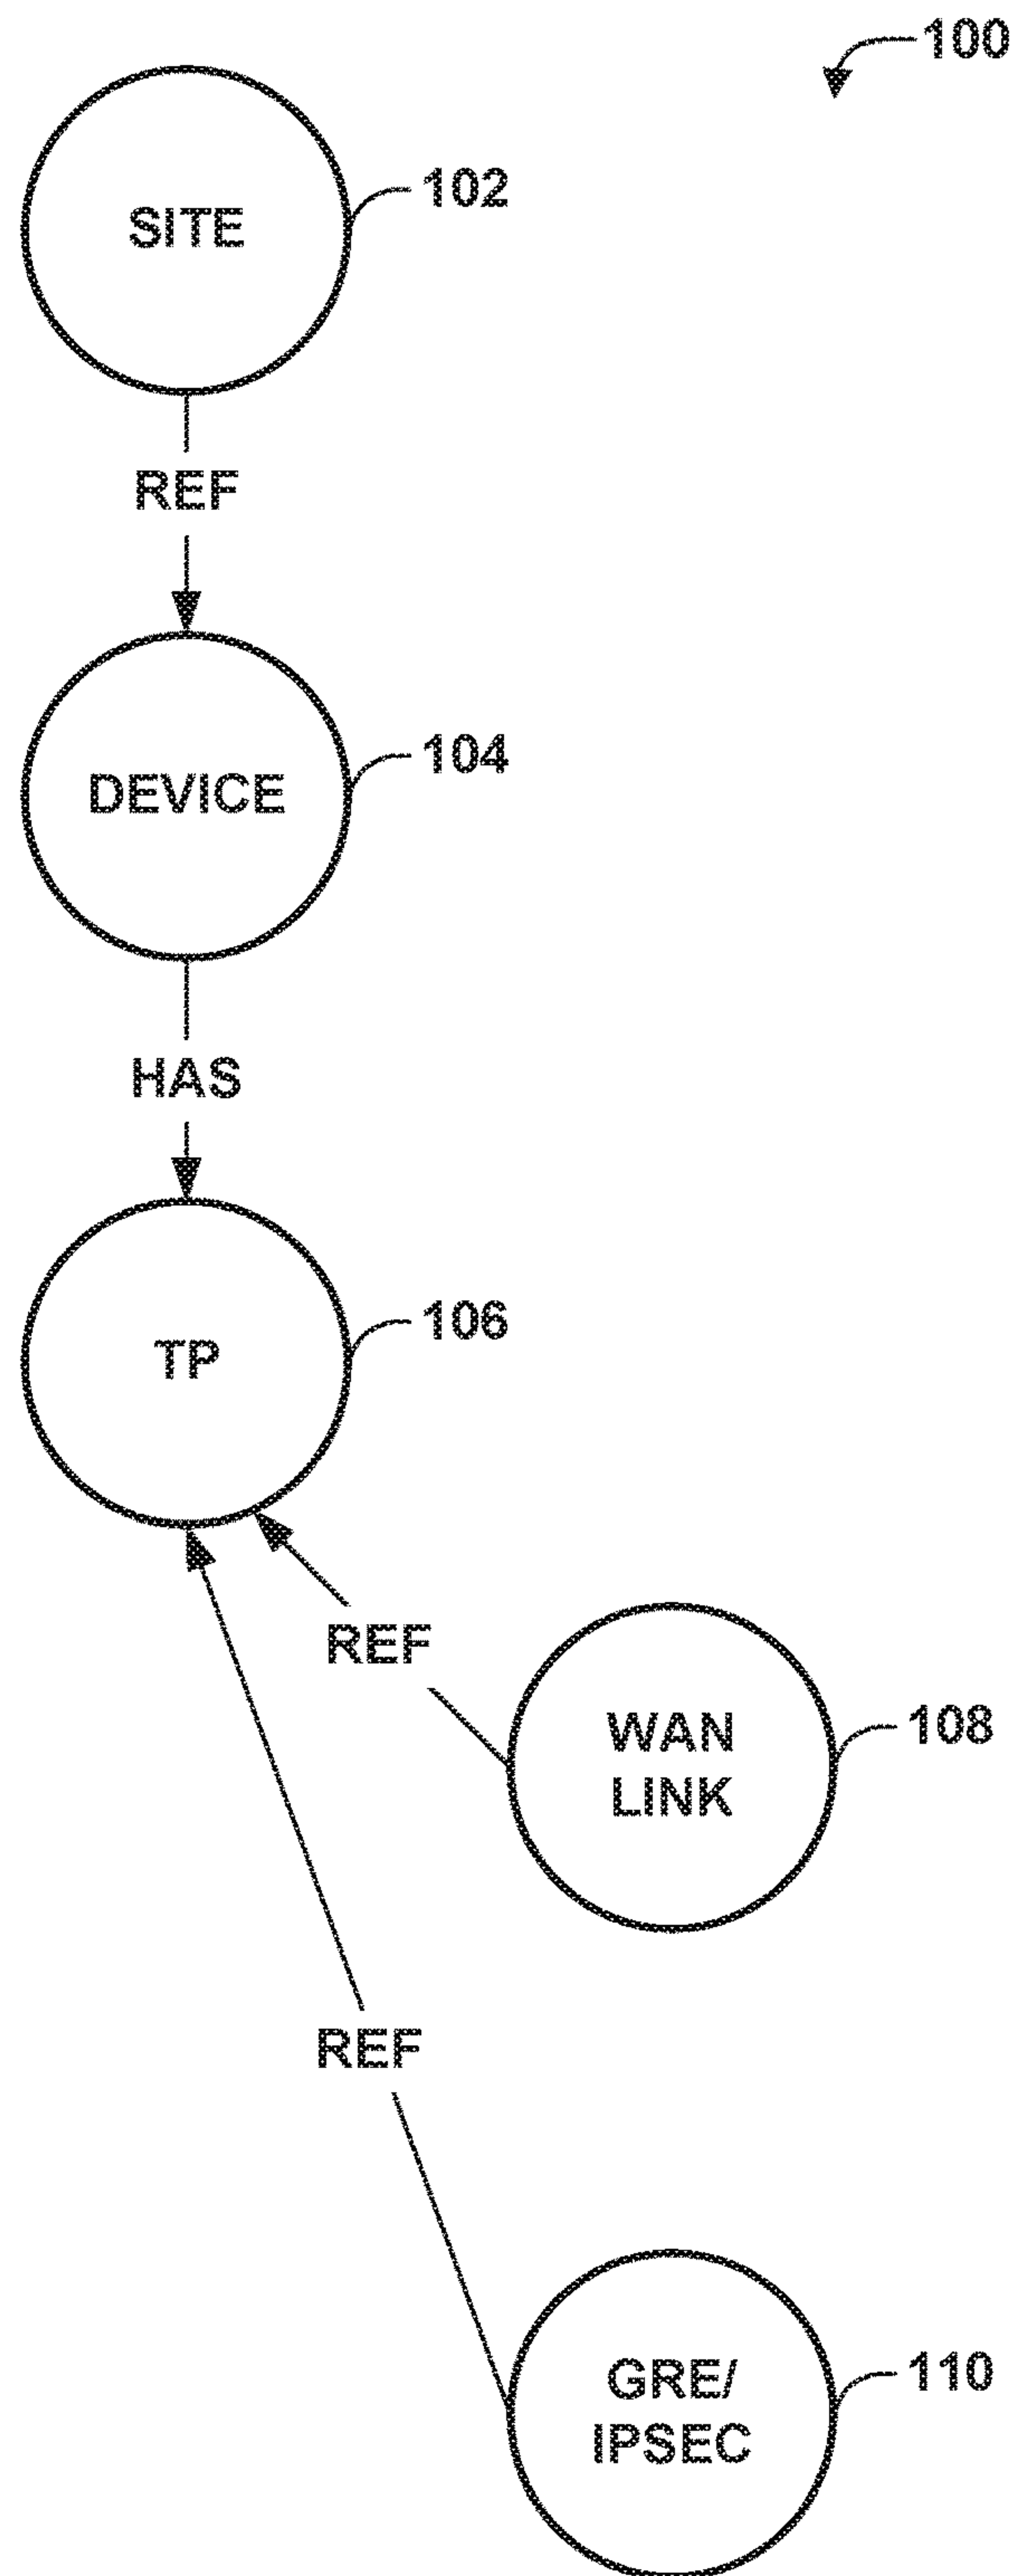 100
102
SITE
REF
104
DEVICE
HAS
106
TP
REF
108
WAN
LINK
REF
110
GRE/
IPSEC